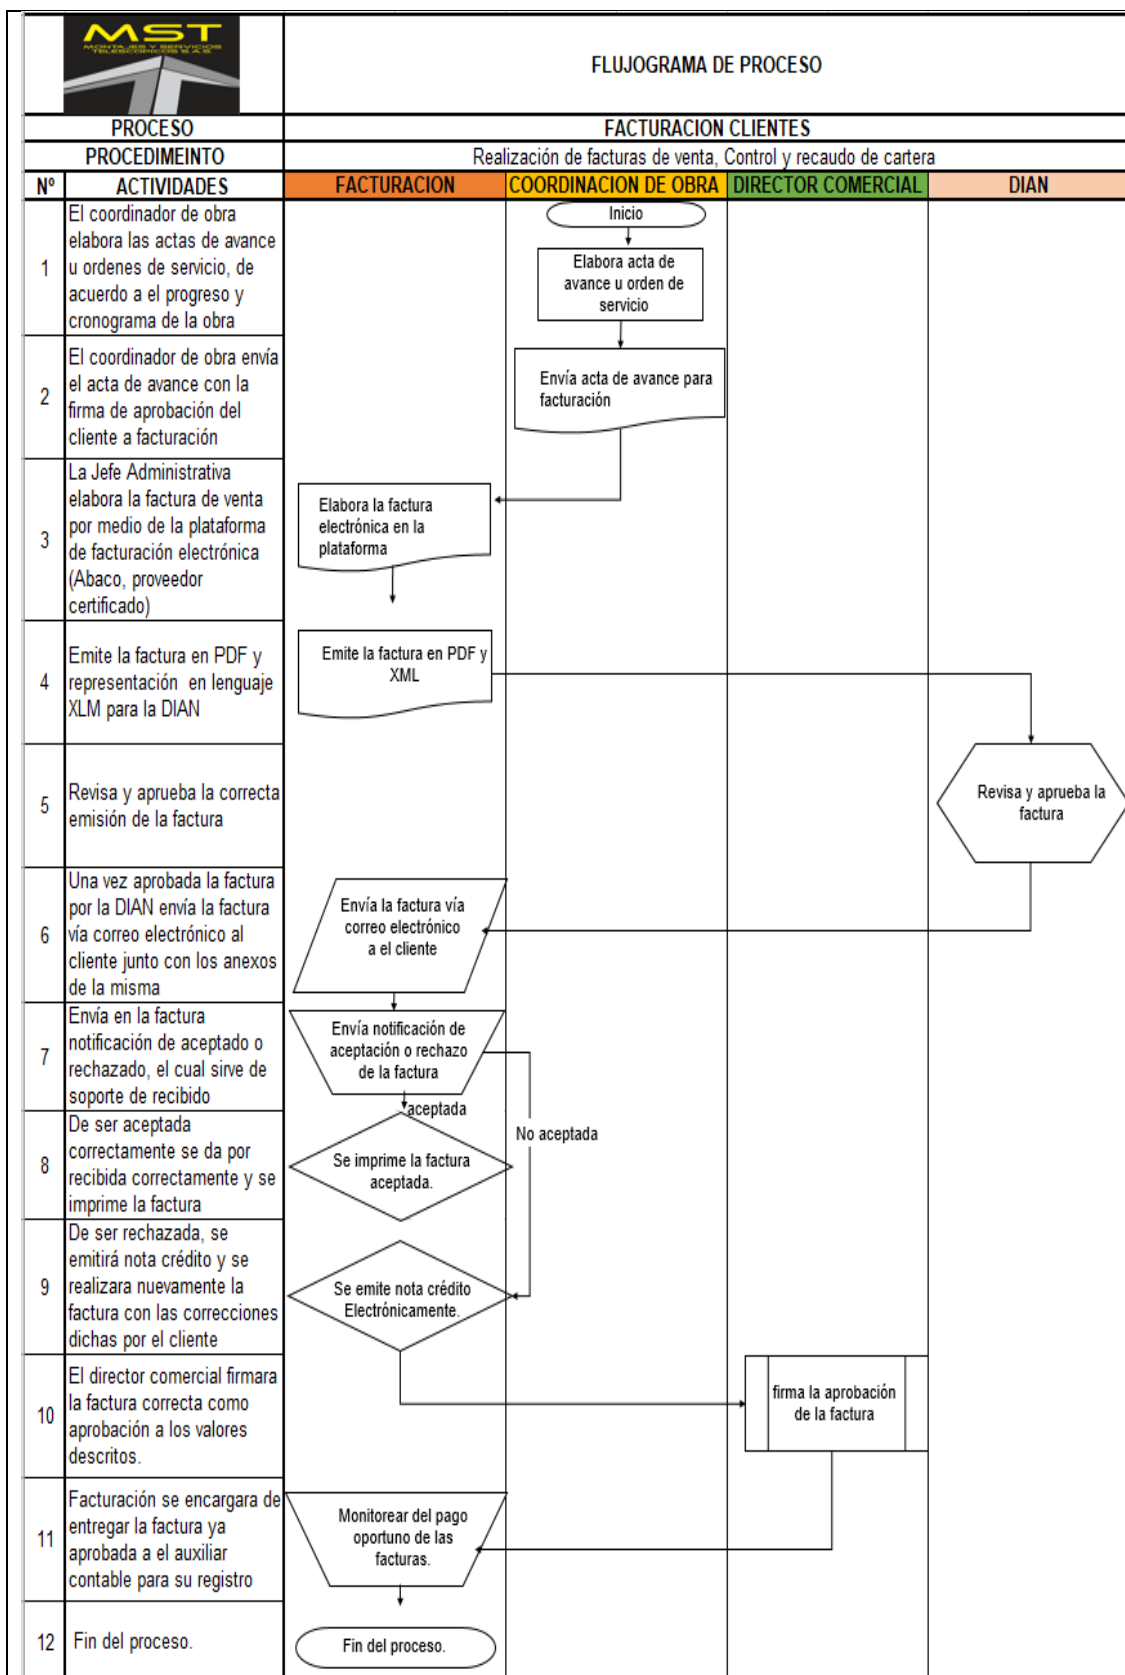 MST
MONTAJES Y SERVICIOS
TELESCOPICOS S.A.S
FLUJOGRAMA DE PROCESO
PROCESO
FACTURACION CLIENTES
PROCEDIMEINTO
Realización de facturas de venta, Control y recaudo de cartera
Nº
ACTIVIDADES
FACTURACION
COORDINACION DE OBRA
DIRECTOR COMERCIAL
DIAN
1
El coordinador de obra
elabora las actas de avance
u ordenes de servicio, de
acuerdo a el progreso y
cronograma de la obra
Inicio
Elabora acta de
avance u orden de
servicio
2
El coordinador de obra envía
el acta de avance con la
firma de aprobación del
cliente a facturación
Envía acta de avance para
facturación
3
La Jefe Administrativa
elabora la factura de venta
por medio de la plataforma
de facturación electrónica
(Abaco, proveedor
certificado)
Elabora la factura
electrónica en la
plataforma
4
Emite la factura en PDF y
representación en lenguaje
XLM para la DIAN
Emite la factura en PDF y
XML
5
Revisa y aprueba la correcta
emisión de la factura
Revisa y aprueba la
factura
6
Una vez aprobada la factura
por la DIAN envía la factura
vía correo electrónico al
cliente junto con los anexos
de la misma
Envía la factura vía
correo electrónico
a el cliente
7
Envía en la factura
notificación de aceptado o
rechazado, el cual sirve de
soporte de recibido
Envía notificación de
aceptación o rechazo
de la factura
aceptada
No aceptada
8
De ser aceptada
correctamente se da por
recibida correctamente y se
imprime la factura
Se imprime la factura
aceptada.
9
De ser rechazada, se
emitirá nota crédito y se
realizara nuevamente la
factura con las correcciones
dichas por el cliente
Se emite nota crédito
Electrónicamente.
10
El director comercial firmara
la factura correcta como
aprobación a los valores
descritos.
firma la aprobación
de la factura
11
Facturación se encargara de
entregar la factura ya
aprobada a el auxiliar
contable para su registro
Monitorear del pago
oportuno de las
facturas.
12
Fin del proceso.
Fin del proceso.